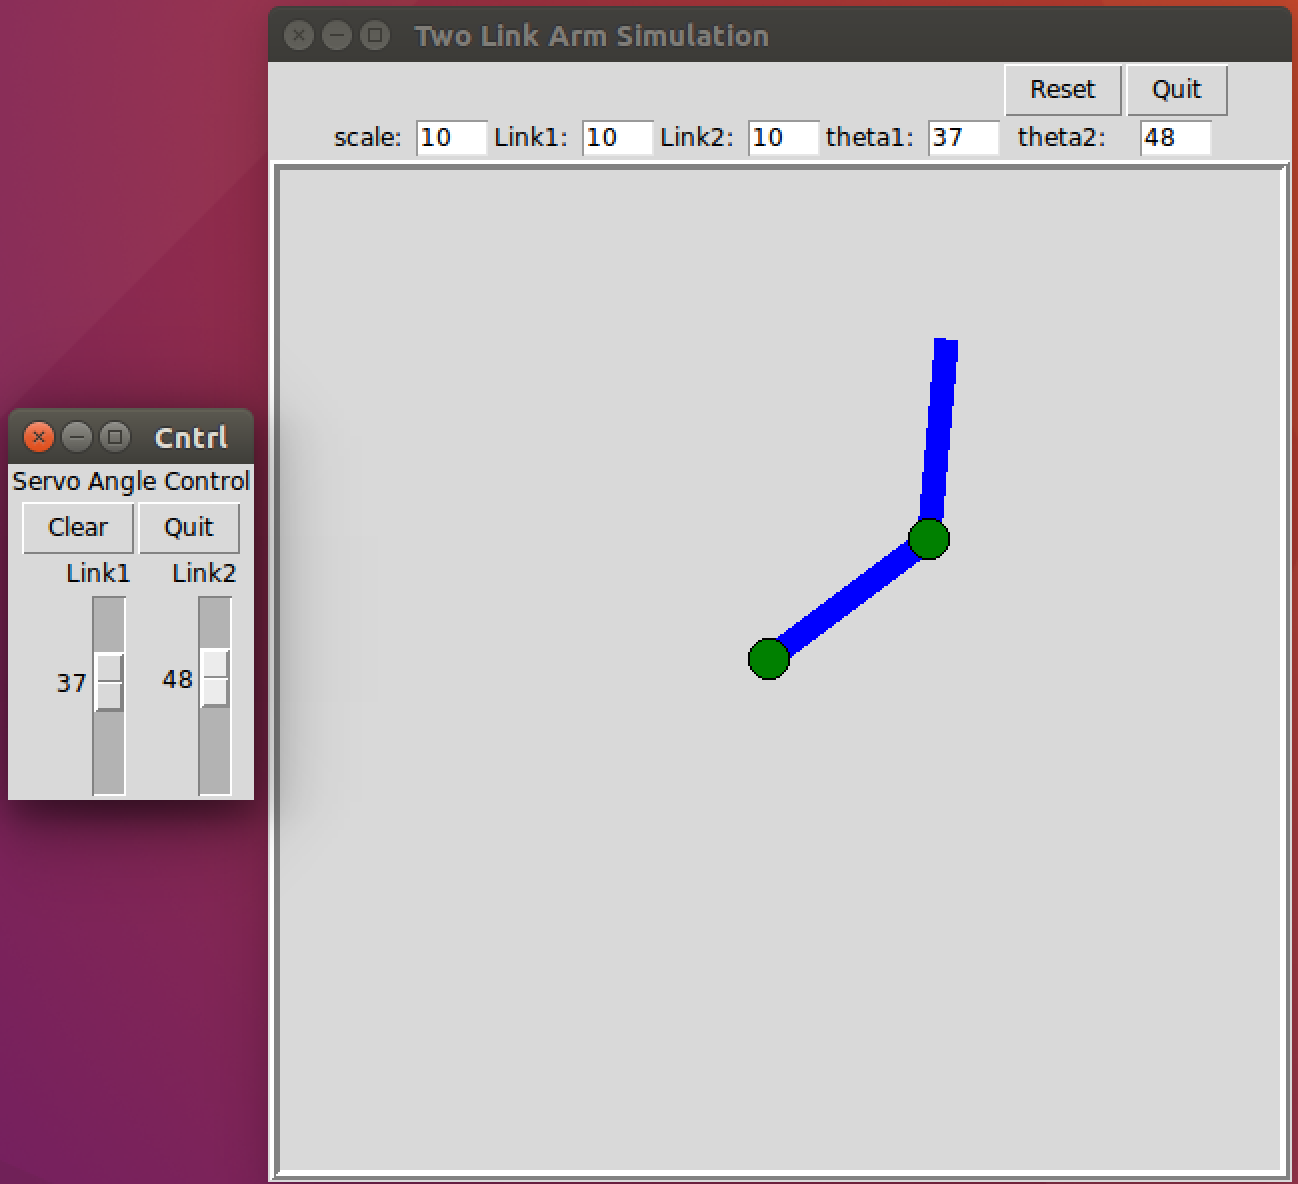 Two Link Arm Simulation
Reset Quit
scale: 10 Link1: 10 Link2: 10 theta1: 37 theta2: 48
Cntrl
Servo Angle Control
Clear Quit
Link1 Link2
37 48